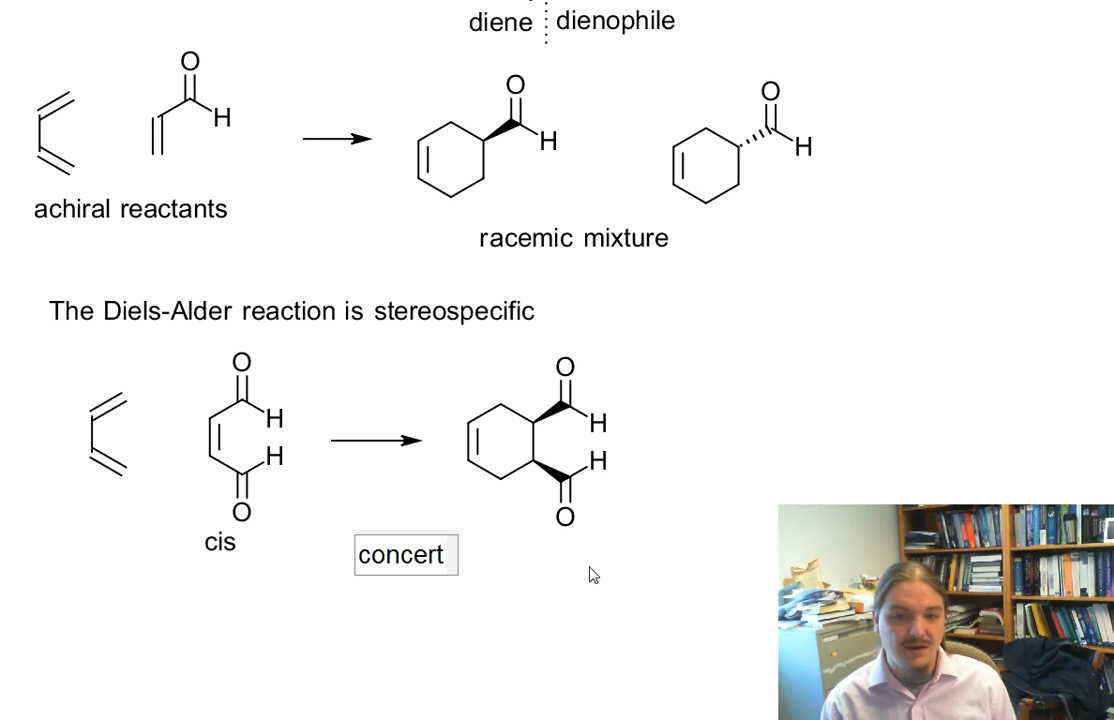 diene dienophile
O
H
O
H
O
H
achiral reactants
racemic mixture
The Diels-Alder reaction is stereospecific
O
H
H
O
O
H
H
O
cis
concert